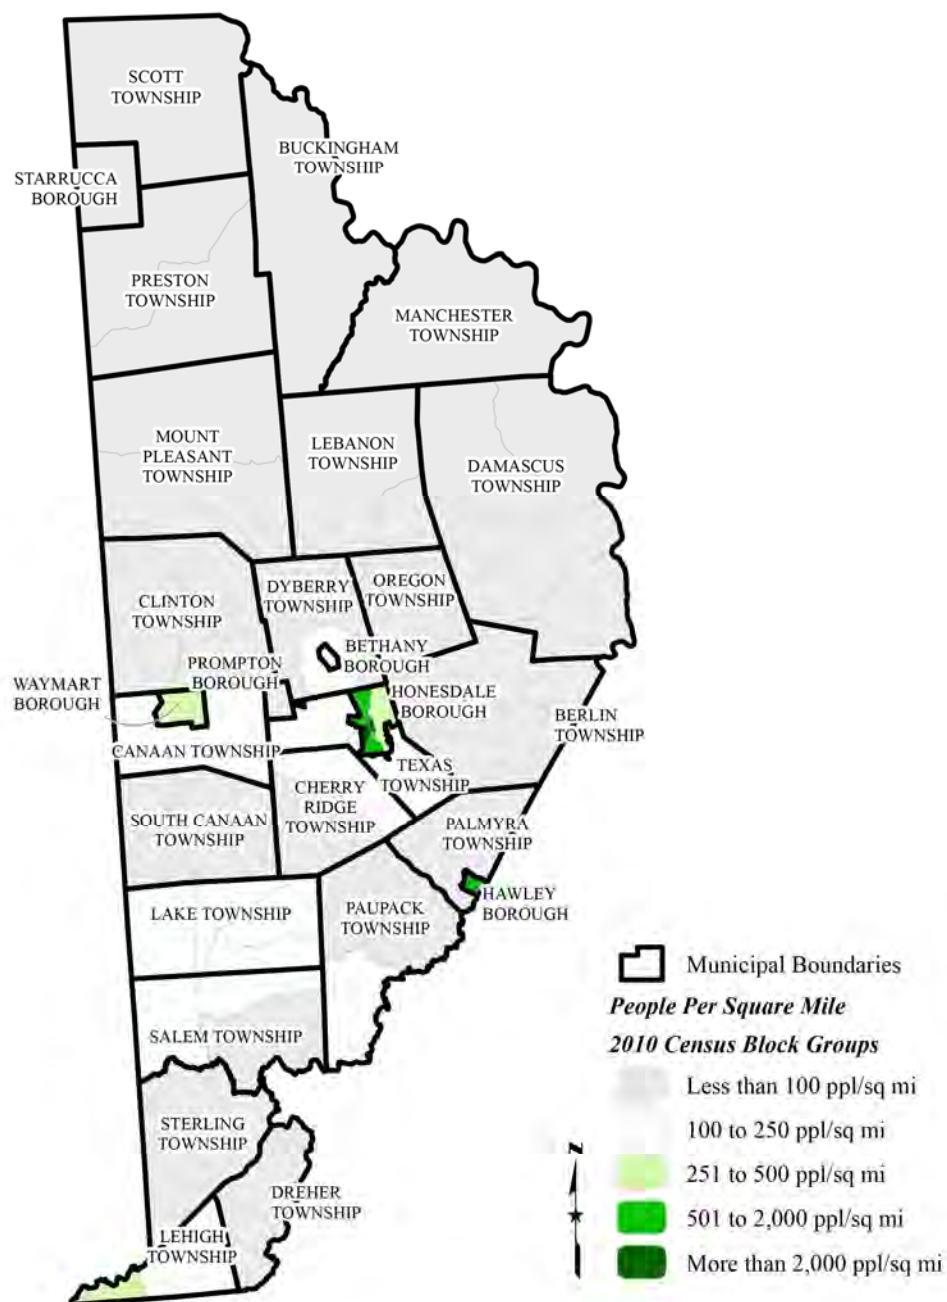 SCOTT
TOWNSHIP
BUCKINGHAM
TOWNSHIP
STARRUCCA
BOROUGH
PRESTON
TOWNSHIP
MANCHESTER
TOWNSHIP
MOUNT
PLEASANT
TOWNSHIP
LEBANON
TOWNSHIP
DAMASCUS
TOWNSHIP
CLINTON
TOWNSHIP
DYBERRY
TOWNSHIP
OREGON
TOWNSHIP
BETHANY
BOROUGH
PROMPTON
BOROUGH
WAYMART
BOROUGH
HONESDALE
BOROUGH
BERLIN
TOWNSHIP
CANAAN TOWNSHIP
TEXAS
TOWNSHIP
CHERRY
RIDGE
TOWNSHIP
SOUTH CANAAN
TOWNSHIP
PALMYRA
TOWNSHIP
HAWLEY
BOROUGH
LAKE TOWNSHIP
PAUPACK
TOWNSHIP
SALEM TOWNSHIP
STERLING
TOWNSHIP
DREHER
TOWNSHIP
LEHIGH
TOWNSHIP
Municipal Boundaries
People Per Square Mile
2010 Census Block Groups
Less than 100 ppl/sq mi
100 to 250 ppl/sq mi
251 to 500 ppl/sq mi
501 to 2,000 ppl/sq mi
More than 2,000 ppl/sq mi